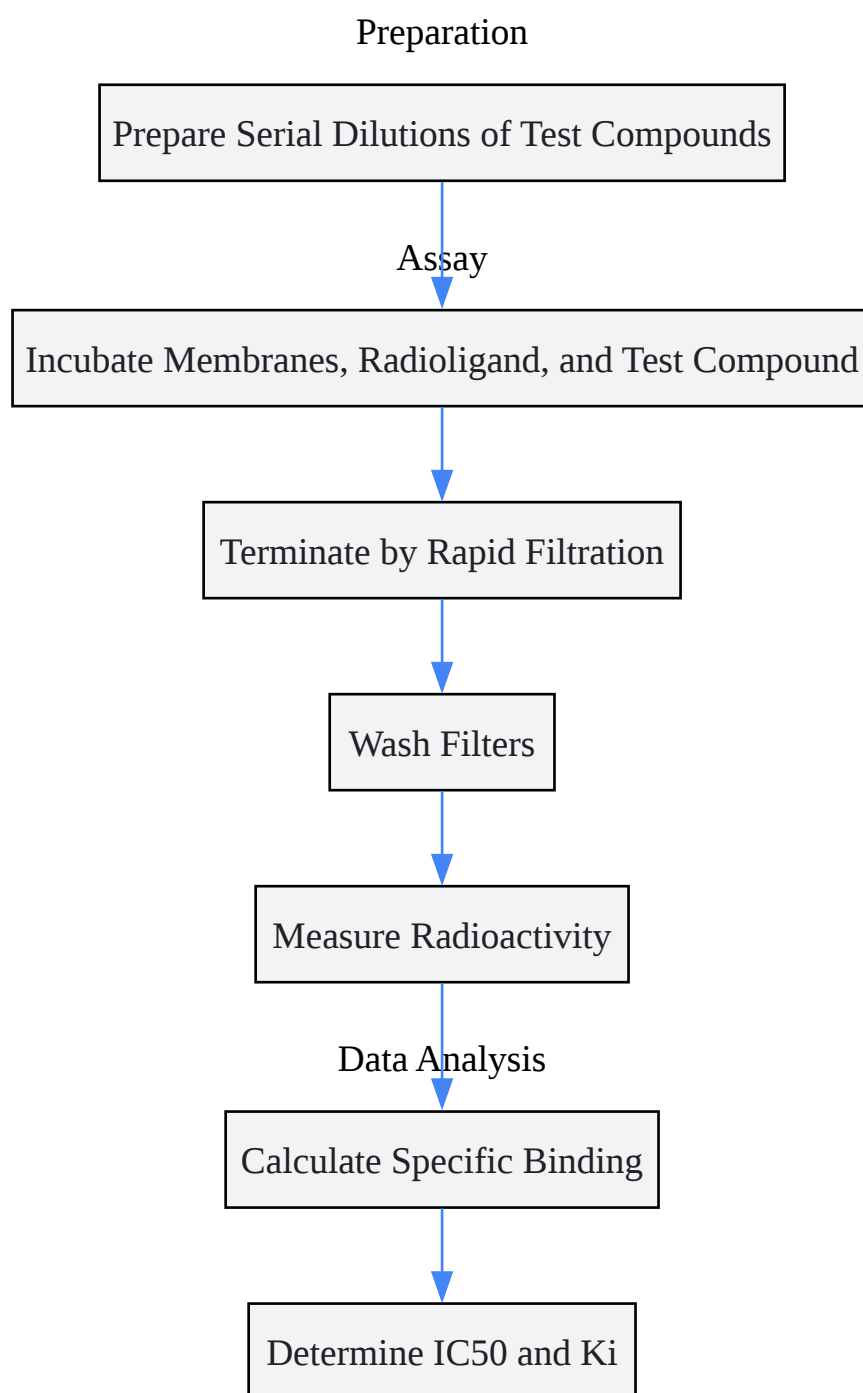 Preparation
Prepare Serial Dilutions of Test Compounds
Assay
Incubate Membranes, Radioligand, and Test Compound
Terminate by Rapid Filtration
Wash Filters
Measure Radioactivity
Data Analysis
Calculate Specific Binding
Determine IC50 and Ki